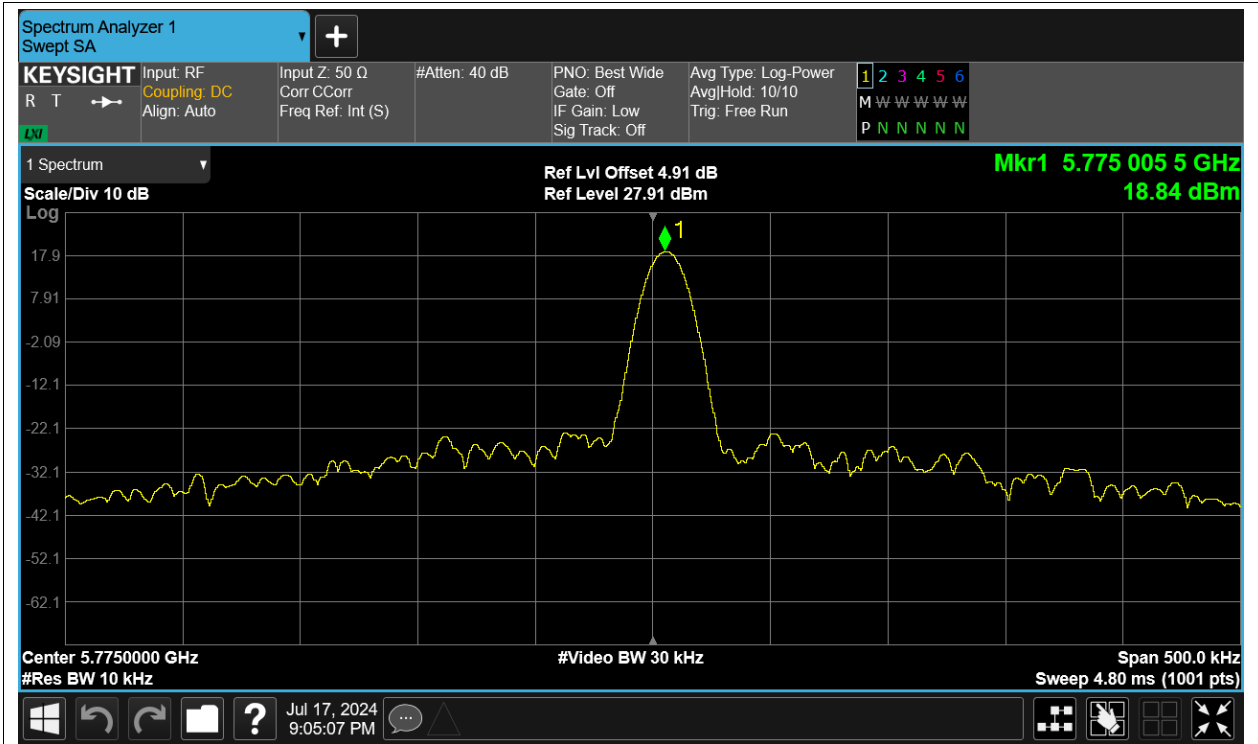 Spectrum Analyzer 1
Swept SA
KEYSIGHT
R T
LXI
Input: RF
Coupling: DC
Align: Auto
Input Z: 50 Ω
Corr CCorr
Freq Ref: Int (S)
#Atten: 40 dB
PNO: Best Wide
Gate: Off
IF Gain: Low
Sig Track: Off
Avg Type: Log-Power
Avg|Hold: 10/10
Trig: Free Run
1 2 3 4 5 6
M W W W W W W
P N N N N N
1 Spectrum
Scale/Div 10 dB
Log
Ref Lvl Offset 4.91 dB
Ref Level 27.91 dBm
Mkr1 5.775 005 5 GHz
18.84 dBm
1
17.9
7.91
-2.09
-12.1
-22.1
-32.1
-42.1
-52.1
-62.1
Center 5.7750000 GHz
#Res BW 10 kHz
#Video BW 30 kHz
Span 500.0 kHz
Sweep 4.80 ms (1001 pts)
?
Jul 17, 2024
9:05:07 PM